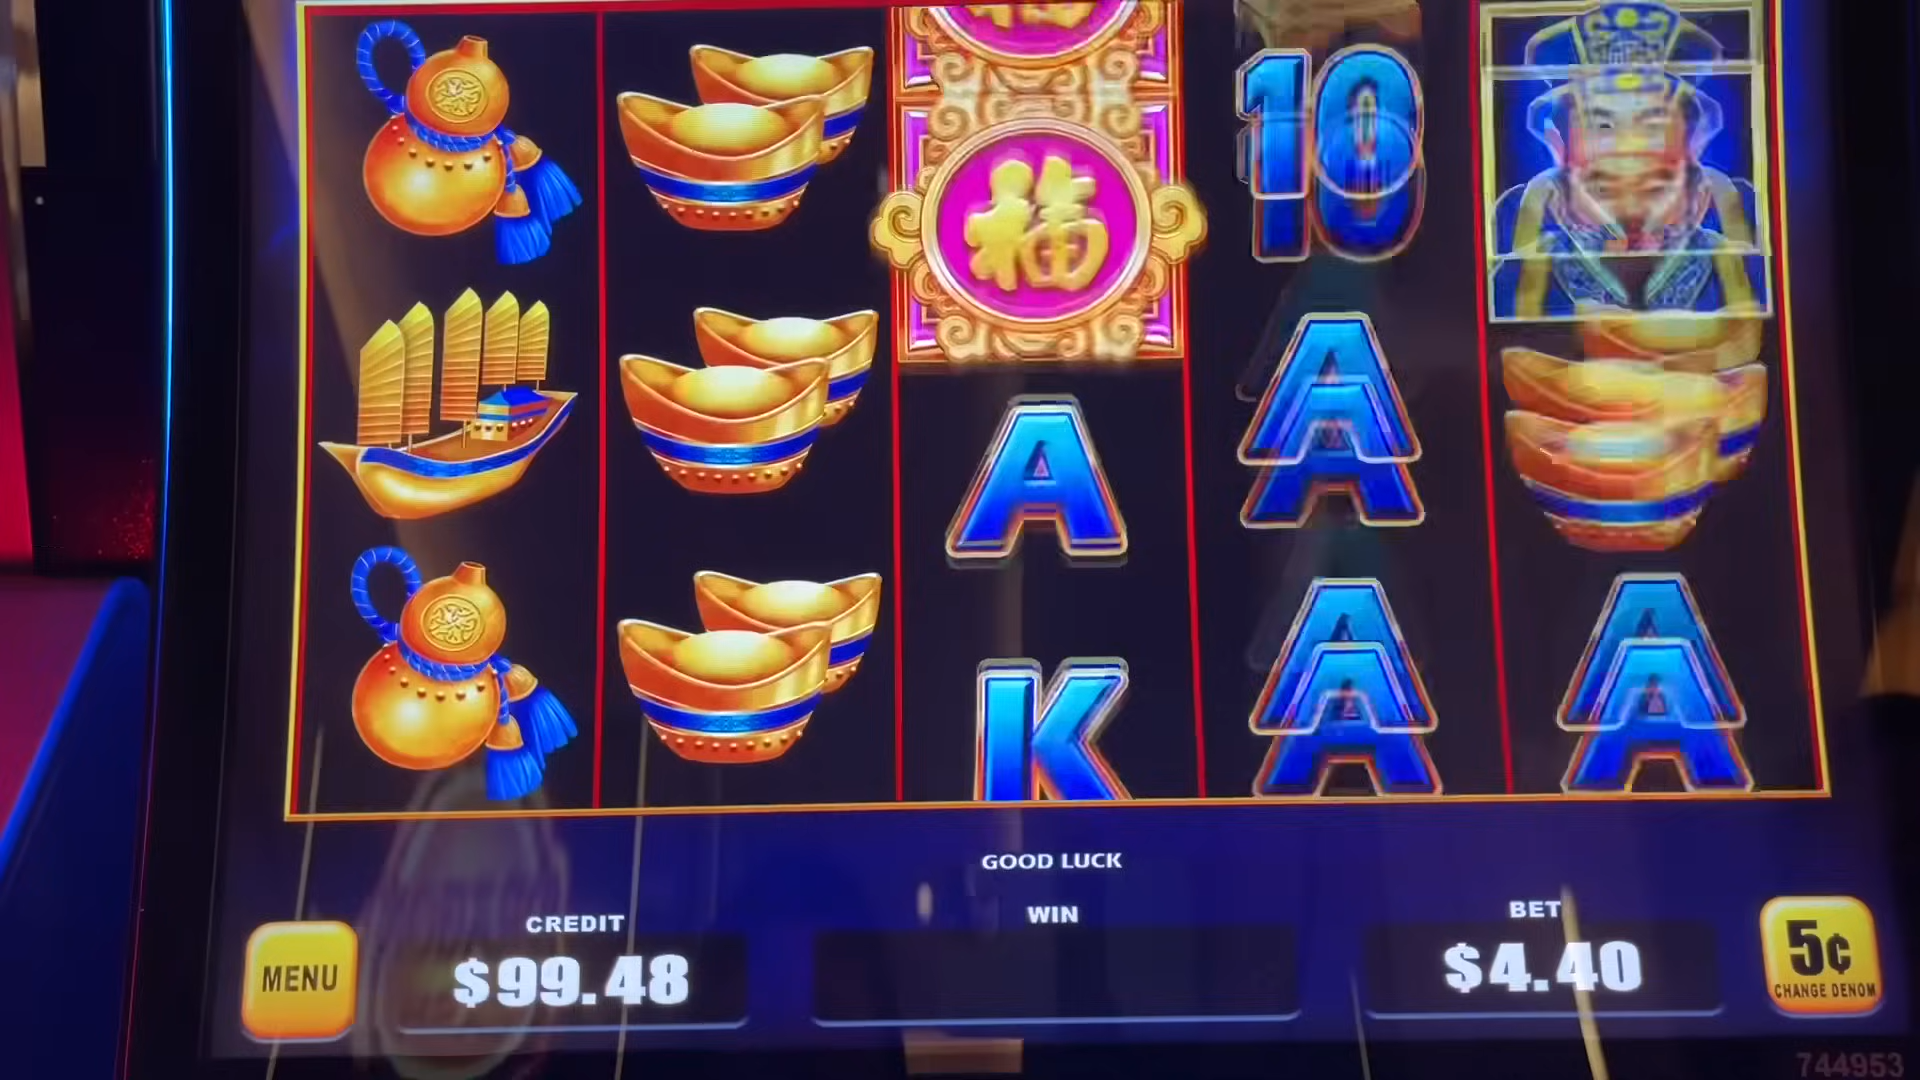 福
10
A
A
K
A
A
GOOD LUCK
CREDIT
WIN
BET
MENU
$99.48
$4.40
5¢
CHANGE DENOM
744953